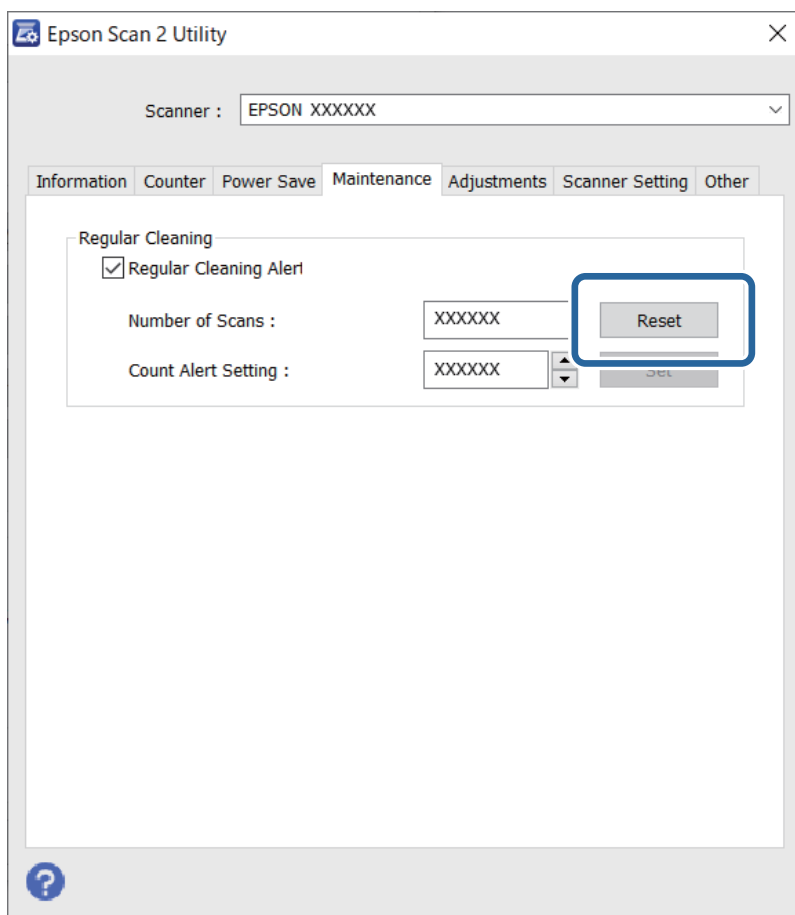 Epson Scan 2 Utility
Scanner : EPSON XXXXXX
Information Counter Power Save Maintenance Adjustments Scanner Setting Other
Regular Cleaning
Regular Cleaning Alert
Number of Scans : XXXXXX Reset
Count Alert Setting : XXXXXX Set
?